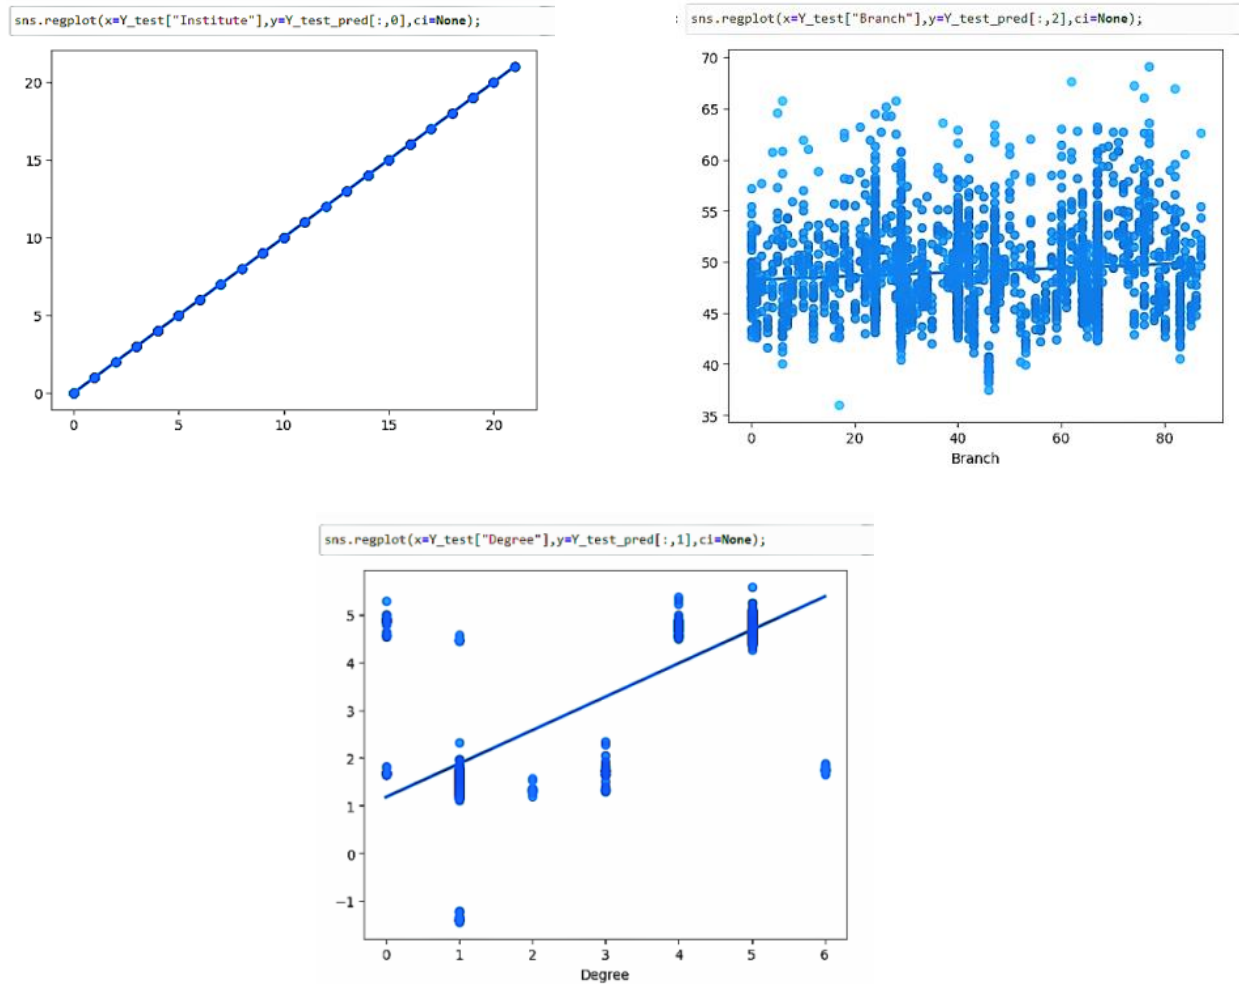 sns.regplot(x=Y_test["Institute"],y=Y_test_pred[:,0],ci=None);
20
15
10
5
0
0 5 10 15 20
: sns.regplot(x=Y_test["Branch"],y=Y_test_pred[:,2],ci=None);
70
65
60
55
50
45
40
35
0 20 40 60 80
Branch
sns.regplot(x=Y_test["Degree"],y=Y_test_pred[:,1],ci=None);
5
4
3
2
1
0
−1
0 1 2 3 4 5 6
Degree